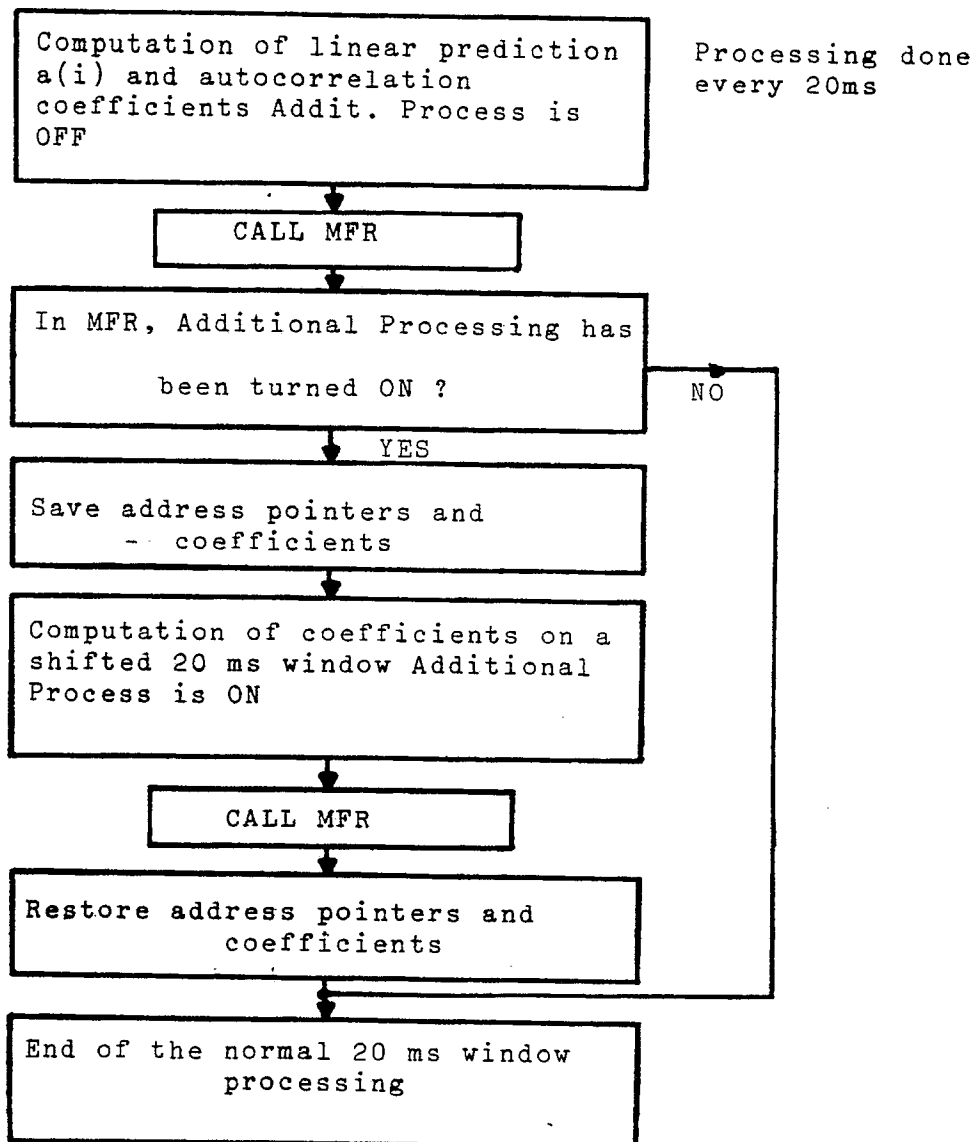 Computation of linear prediction
a(i) and autocorrelation
coefficients Addit. Process is
OFF
Processing done
every 20ms
CALL MFR
In MFR, Additional Processing has
been turned ON ?
NO
YES
Save address pointers and
- coefficients
Computation of coefficients on a
shifted 20 ms window Additional
Process is ON
CALL MFR
Restore address pointers and
coefficients
End of the normal 20 ms window
processing